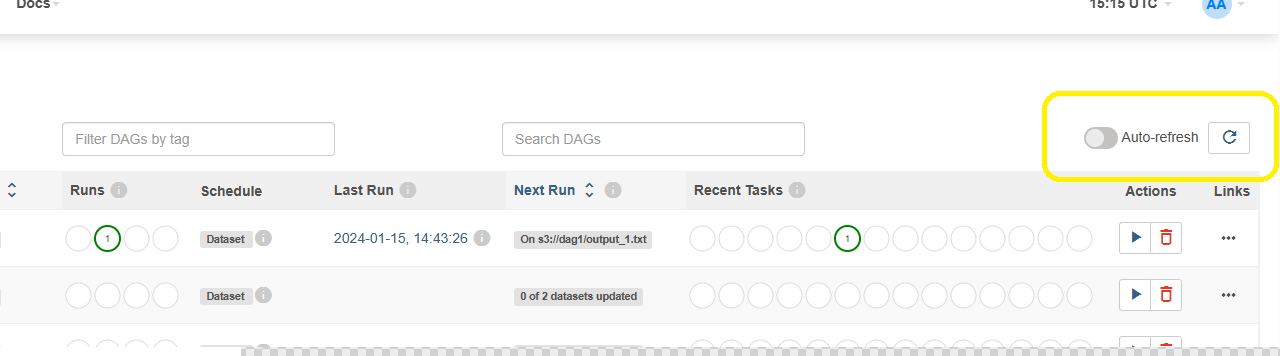 Docs
15:15 UTC
AA
Filter DAGs by tag
Search DAGs
Auto-refresh
Runs i Schedule Last Run i Next Run i Recent Tasks i Actions Links
1 Dataset i 2024-01-15, 14:43:26 i On s3://dag1/output_1.txt 1
Dataset i 0 of 2 datasets updated